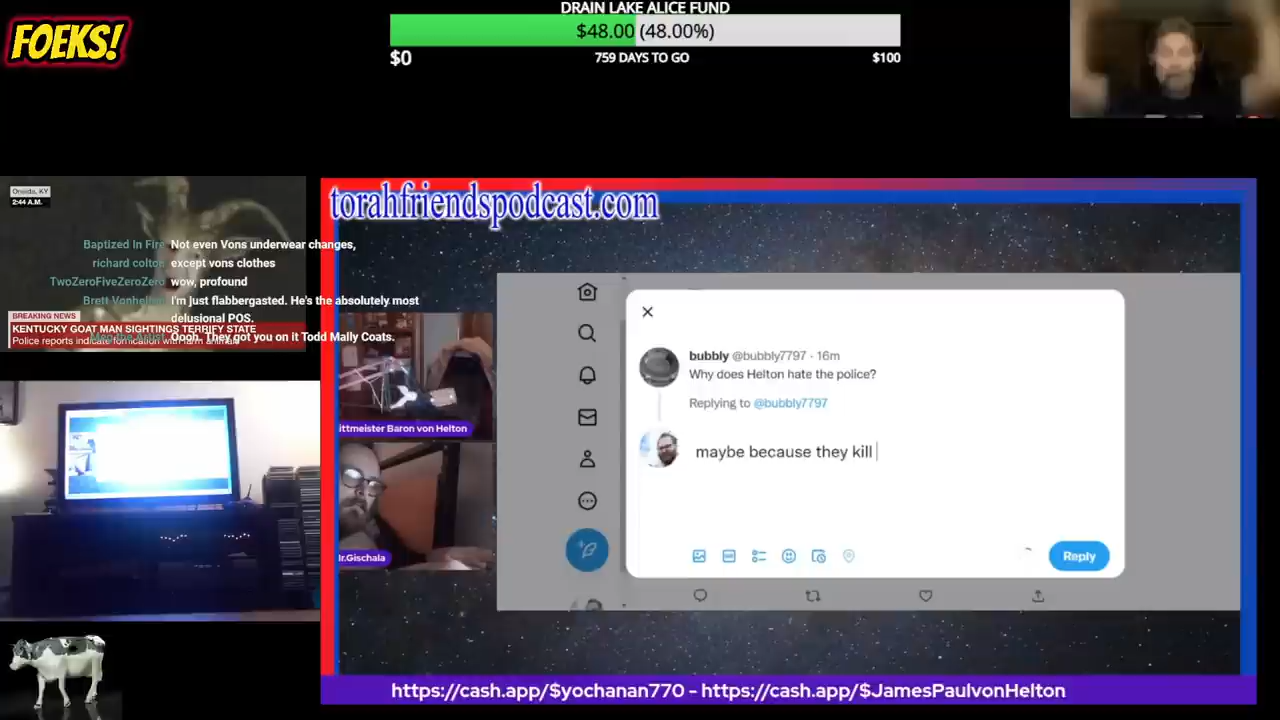 FOEKS!
DRAIN LAKE ALICE FUND
$48.00 (48.00%)
$0
759 DAYS TO GO
$100
Oneida, KY
2:44 A.M.
Baptized In Fire Not even Vons underwear changes,
richard colton except vons clothes
TwoZeroFiveZeroZero wow, profound
Brett Vonhelton I'm just flabbergasted. He's the absolutely most
delusional POS.
Oooh. They got you on it Todd Mally Coats.
BREAKING NEWS
KENTUCKY GOAT MAN SIGHTINGS TERRIFY STATE
Police reports indicate fornication with farm animals
torahfriendspodcast.com
ittmeister Baron von Helton
r.Gischala
bubbly @bubbly7797 · 16m
Why does Helton hate the police?
Replying to @bubbly7797
maybe because they kill
Reply
https://cash.app/$yochanan770 - https://cash.app/$JamesPaulvonHelton